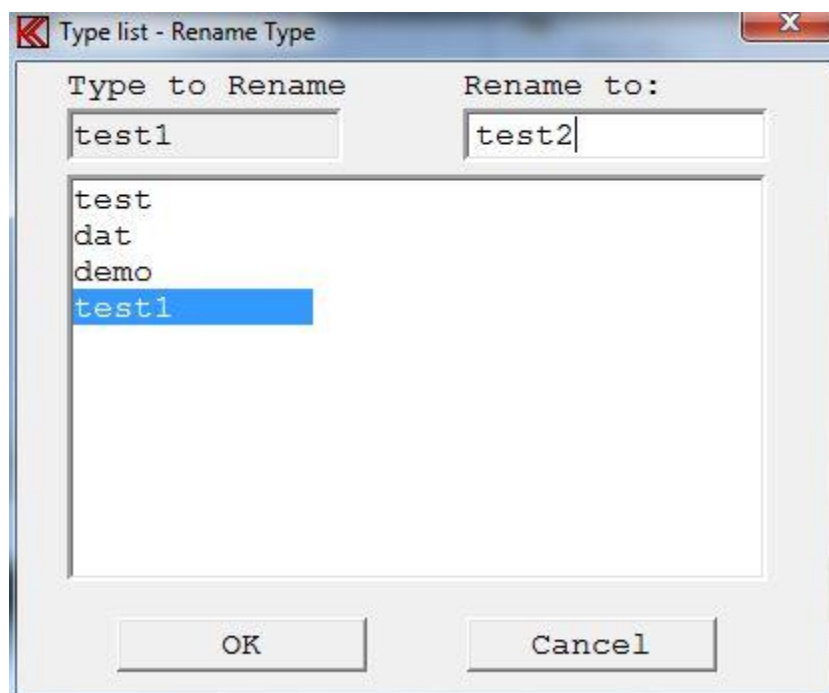 Type list - Rename Type
Type to Rename Rename to:
test1 test2
test
dat
demo
test1
OK Cancel